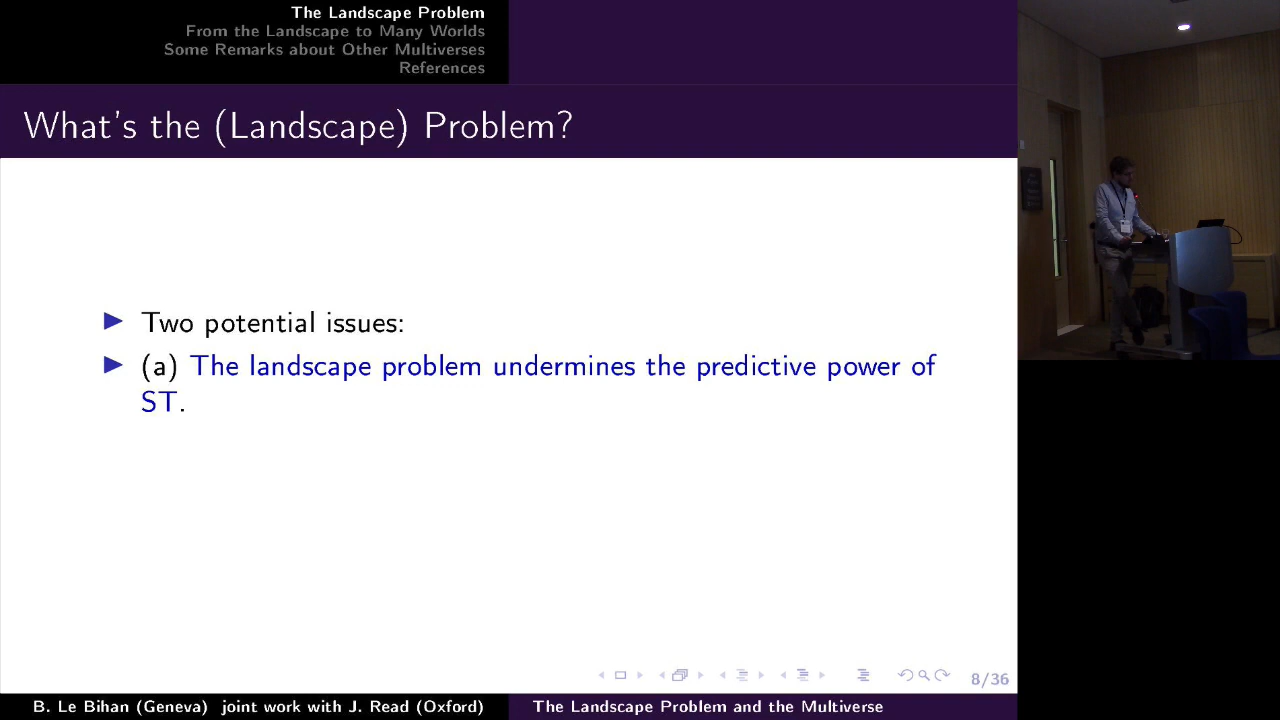 The Landscape Problem
From the Landscape to Many Worlds
Some Remarks about Other Multiverses
References
What's the (Landscape) Problem?
▶ Two potential issues:
▶ (a) The landscape problem undermines the predictive power of
ST.
8/36
B. Le Bihan (Geneva) joint work with J. Read (Oxford)
The Landscape Problem and the Multiverse